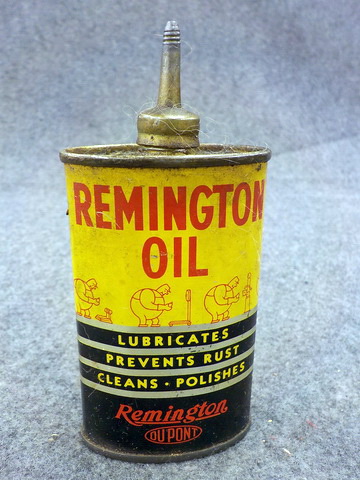 REMINGTON
OIL
LUBRICATES
PREVENTS RUST
CLEANS · POLISHES
Remington
DU PONT